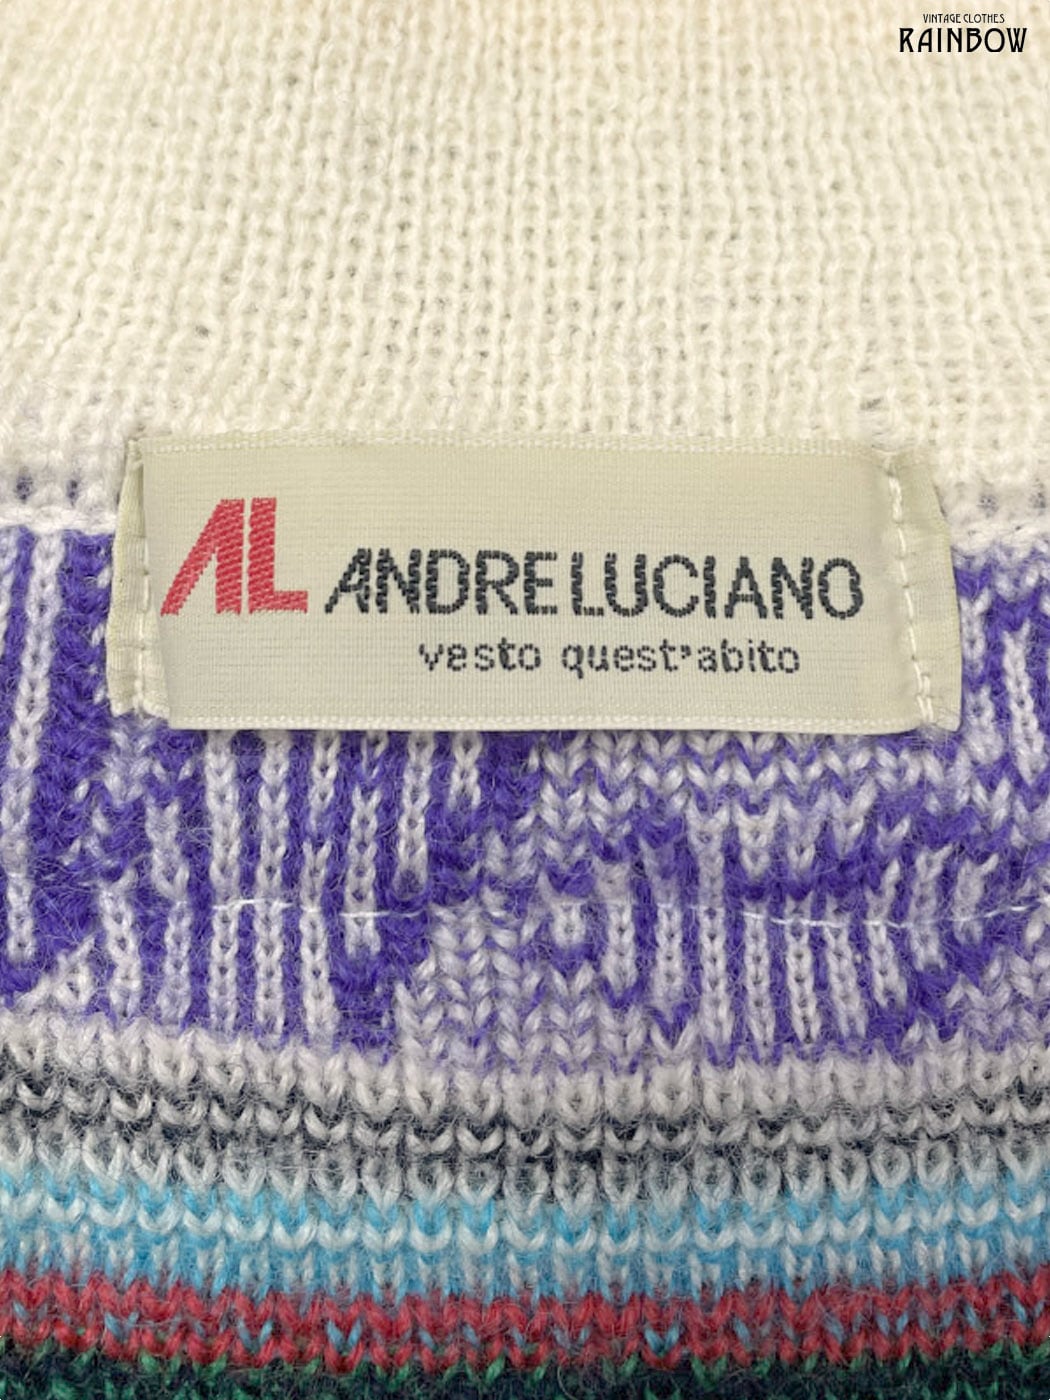 VINTAGE CLOTHES
RAINBOW
AL ANDRE LUCIANO
vesto quest'abito